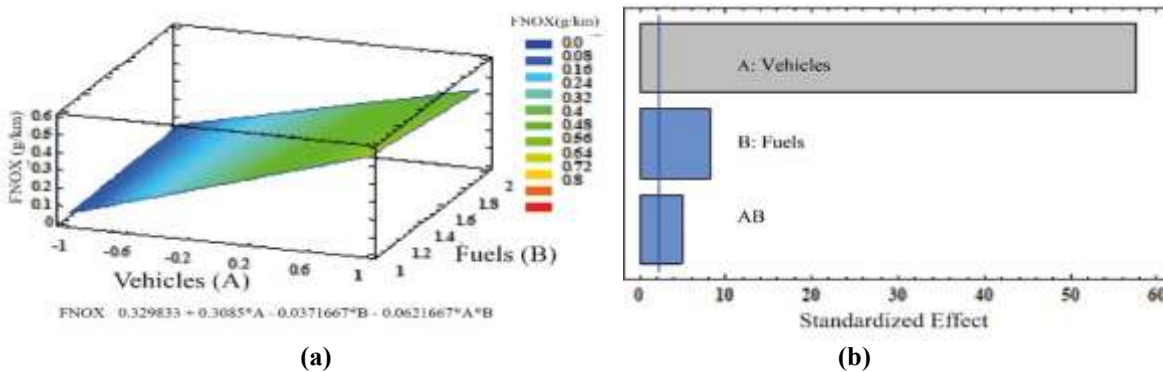 FNOX(g/km)
0.0
0.08
0.16
0.24
0.32
0.4
0.48
0.56
0.64
0.72
0.8
FNOX (g/km)
0.6
0.5
0.4
0.3
0.2
0.1
0
-1 -0.6 -0.2 0.2 0.6 1
Vehicles (A)
1 1.2 1.4 1.6 1.8 2
Fuels (B)
FNOX 0.329833 + 0.3085*A - 0.0371667*B - 0.0621667*A*B
(a)
A: Vehicles
B: Fuels
AB
0 10 20 30 40 50 60
Standardized Effect
(b)